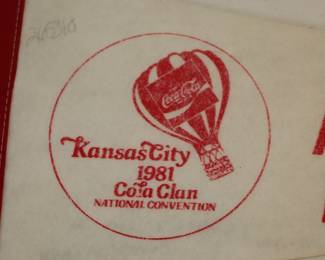 Coca-Cola
Kansas City
1981
Cola Clan
NATIONAL CONVENTION